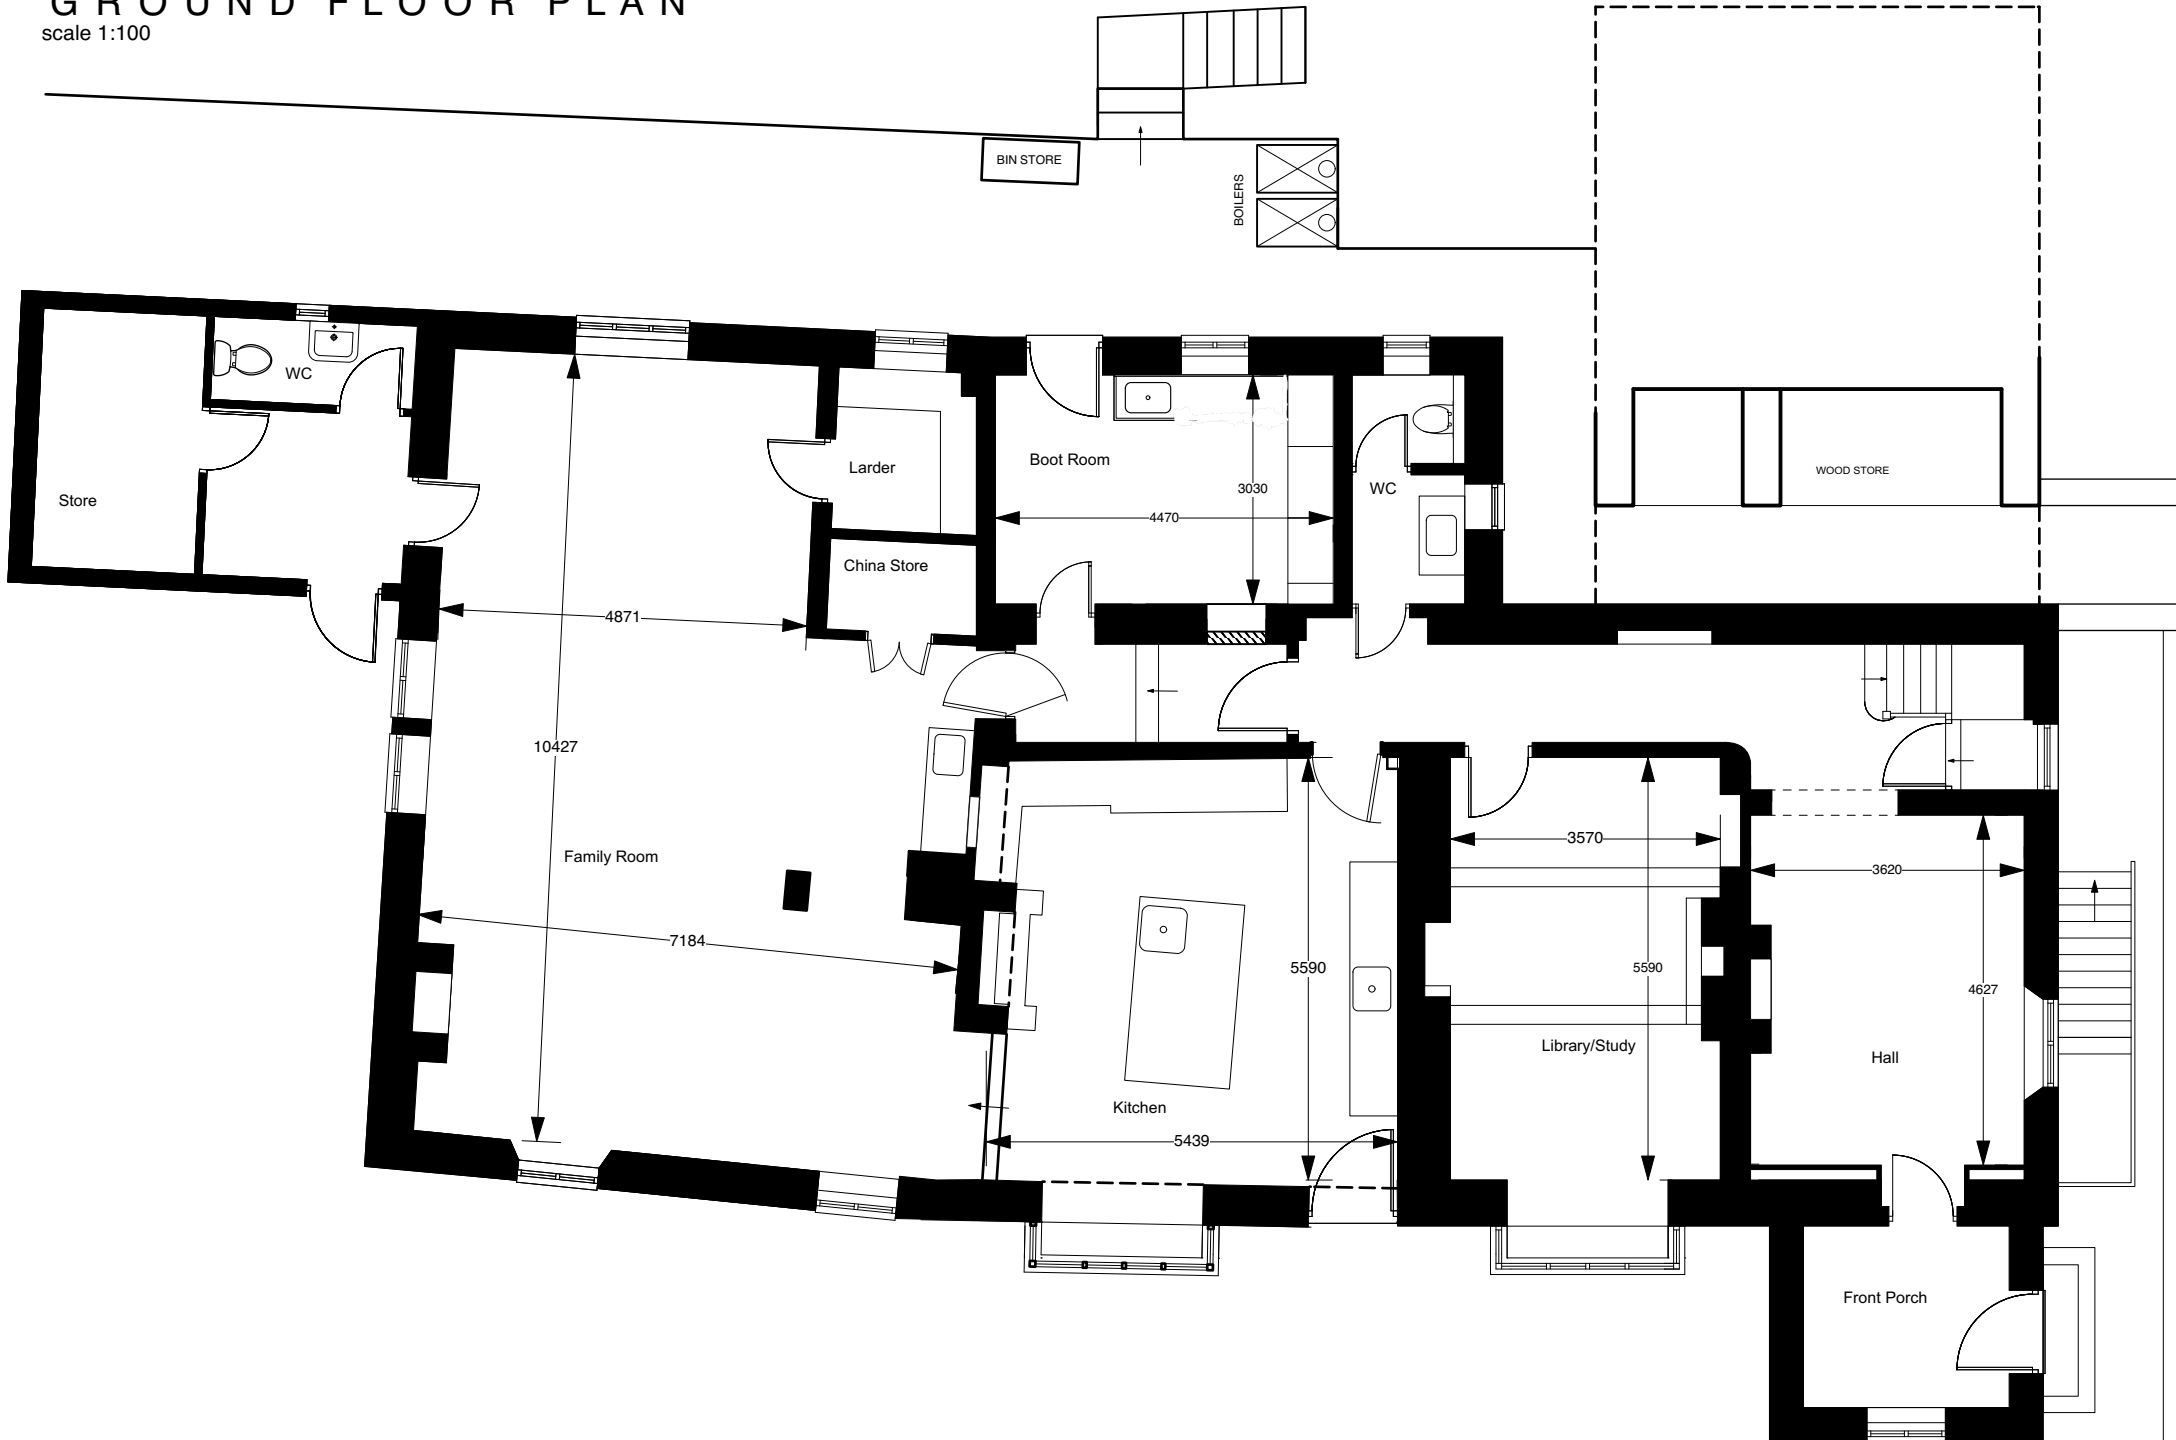 GROUND FLOOR PLAN
scale 1:100
BIN STORE
BOILERS
WC
Store
Larder
China Store
Boot Room
3030
4470
WC
WOOD STORE
4871
10427
Family Room
7184
Kitchen
5590
5439
3570
5590
Library/Study
3620
4627
Hall
Front Porch